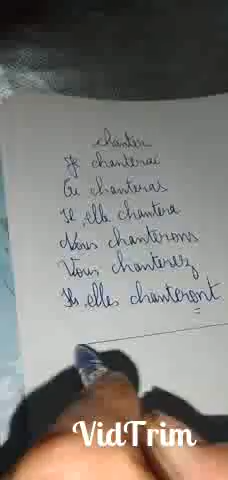 chanter
Je chanterai
Tu chanteras
Il, elle chantera
Nous chanterons
Vous chanterez
Ils, elles chanteront
VidTrim